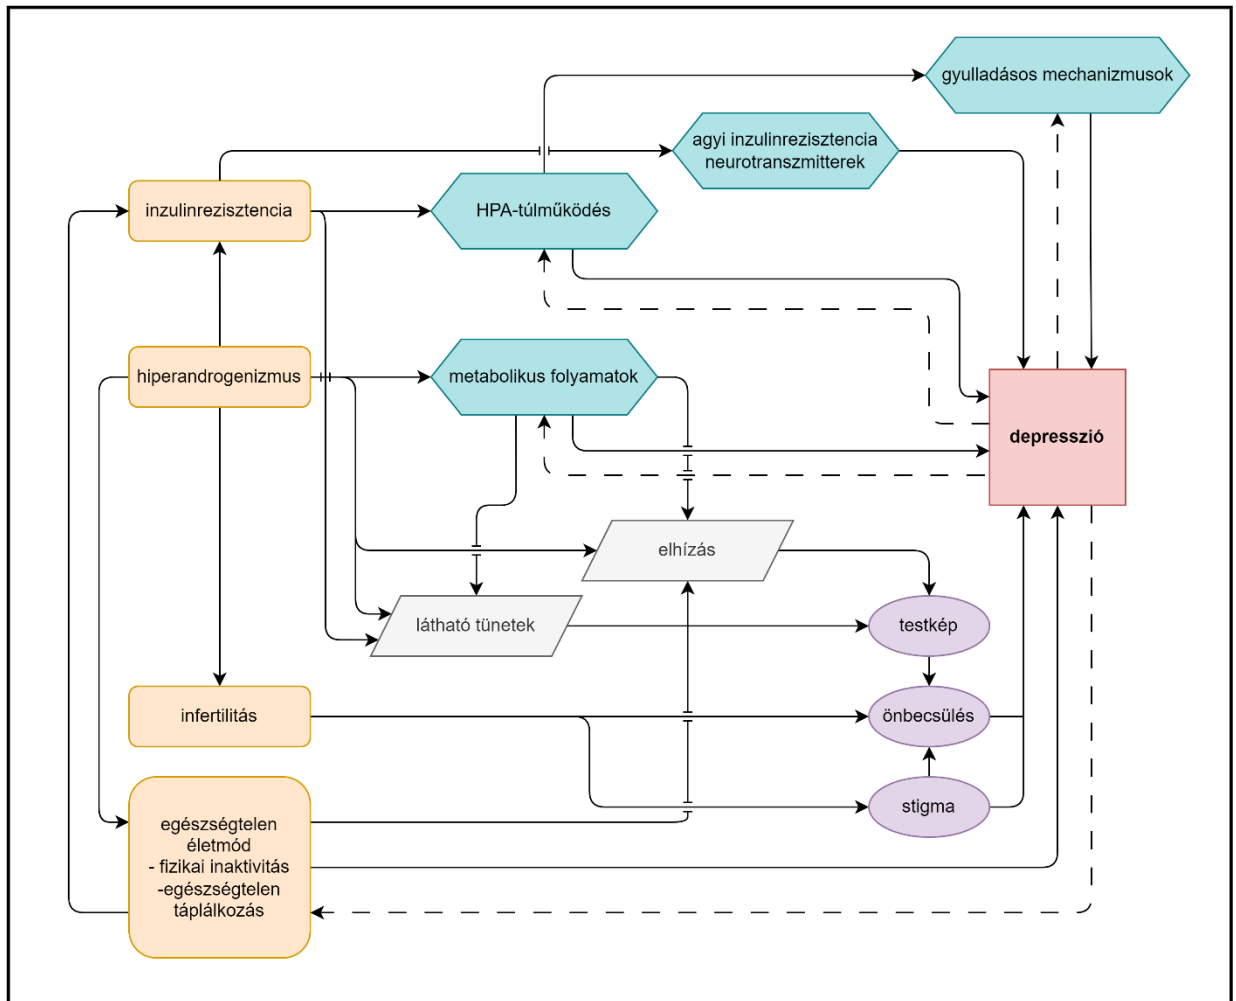 gyulladásos mechanizmusok
agyi inzulinrezisztencia
neurotranszmitterek
inzulinrezisztencia
HPA-túlműködés
hiperandrogenizmus
metabolikus folyamatok
depresszió
elhízás
látható tünetek
testkép
infertilitás
önbecsülés
stigma
egészségtelen
életmód
- fizikai inaktivitás
-egészségtelen
táplálkozás